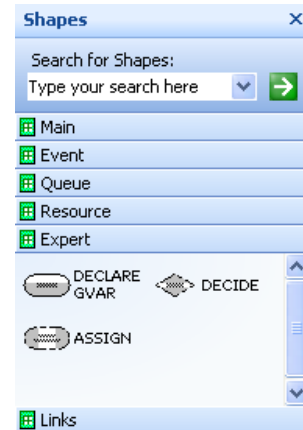 Shapes
Search for Shapes:
Type your search here
Main
Event
Queue
Resource
Expert
DECLARE GVAR
DECIDE
ASSIGN
Links